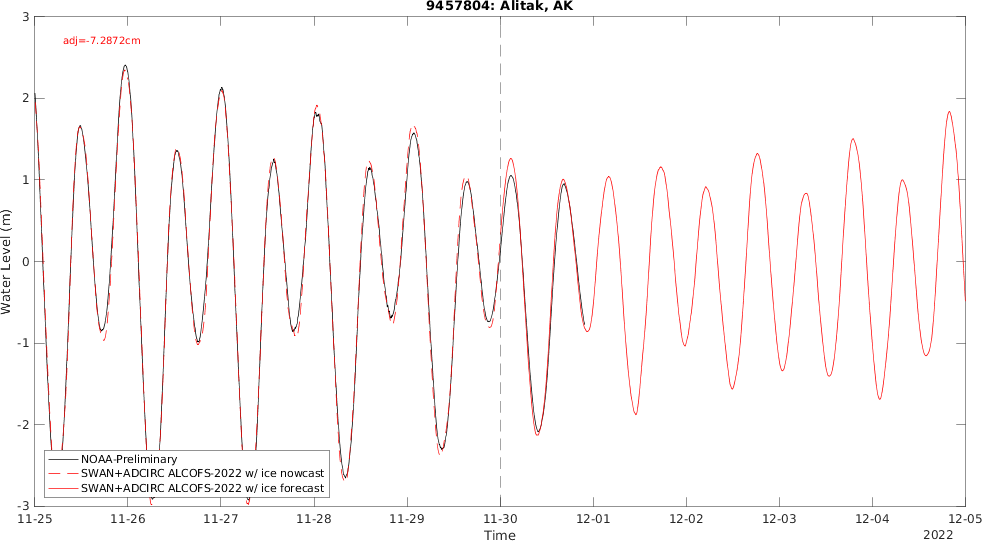 9457804: Alitak, AK
adj=-7.2872cm
3
2
1
0
-1
-2
-3
Water Level (m)
NOAA-Preliminary
SWAN+ADCIRC ALCOFS-2022 w/ ice nowcast
SWAN+ADCIRC ALCOFS-2022 w/ ice forecast
11-25 11-26 11-27 11-28 11-29 11-30 12-01 12-02 12-03 12-04 12-05
Time
2022